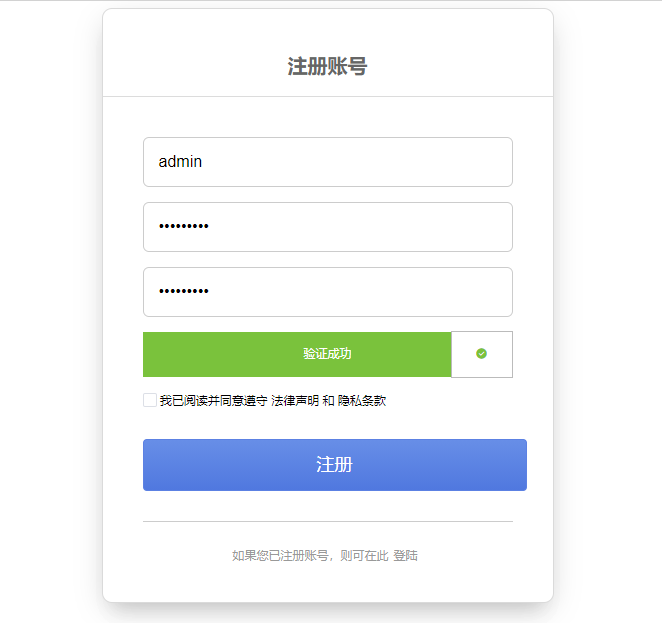 注册账号
admin
•••••••••
•••••••••
验证成功
我已阅读并同意遵守 法律声明 和 隐私条款
注册
如果您已注册账号，则可在此 登陆